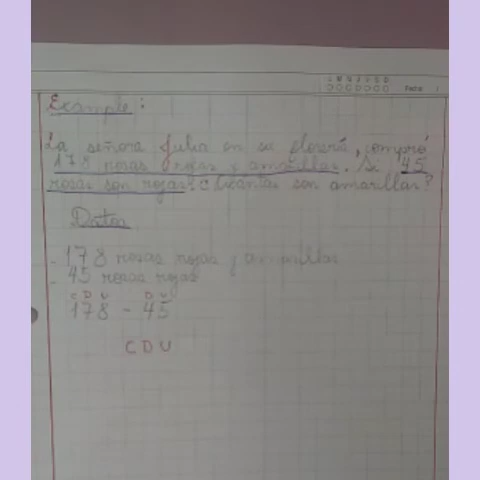 Example:
La señora Julia en su florería, compró
178 rosas rojas y amarillas. Si 45
rosas son rojas. ¿Cuántas son amarillas?
Datos
- 178 rosas rojas y amarillas
- 45 rosas rojas
C D U D U
178 - 45
C D U